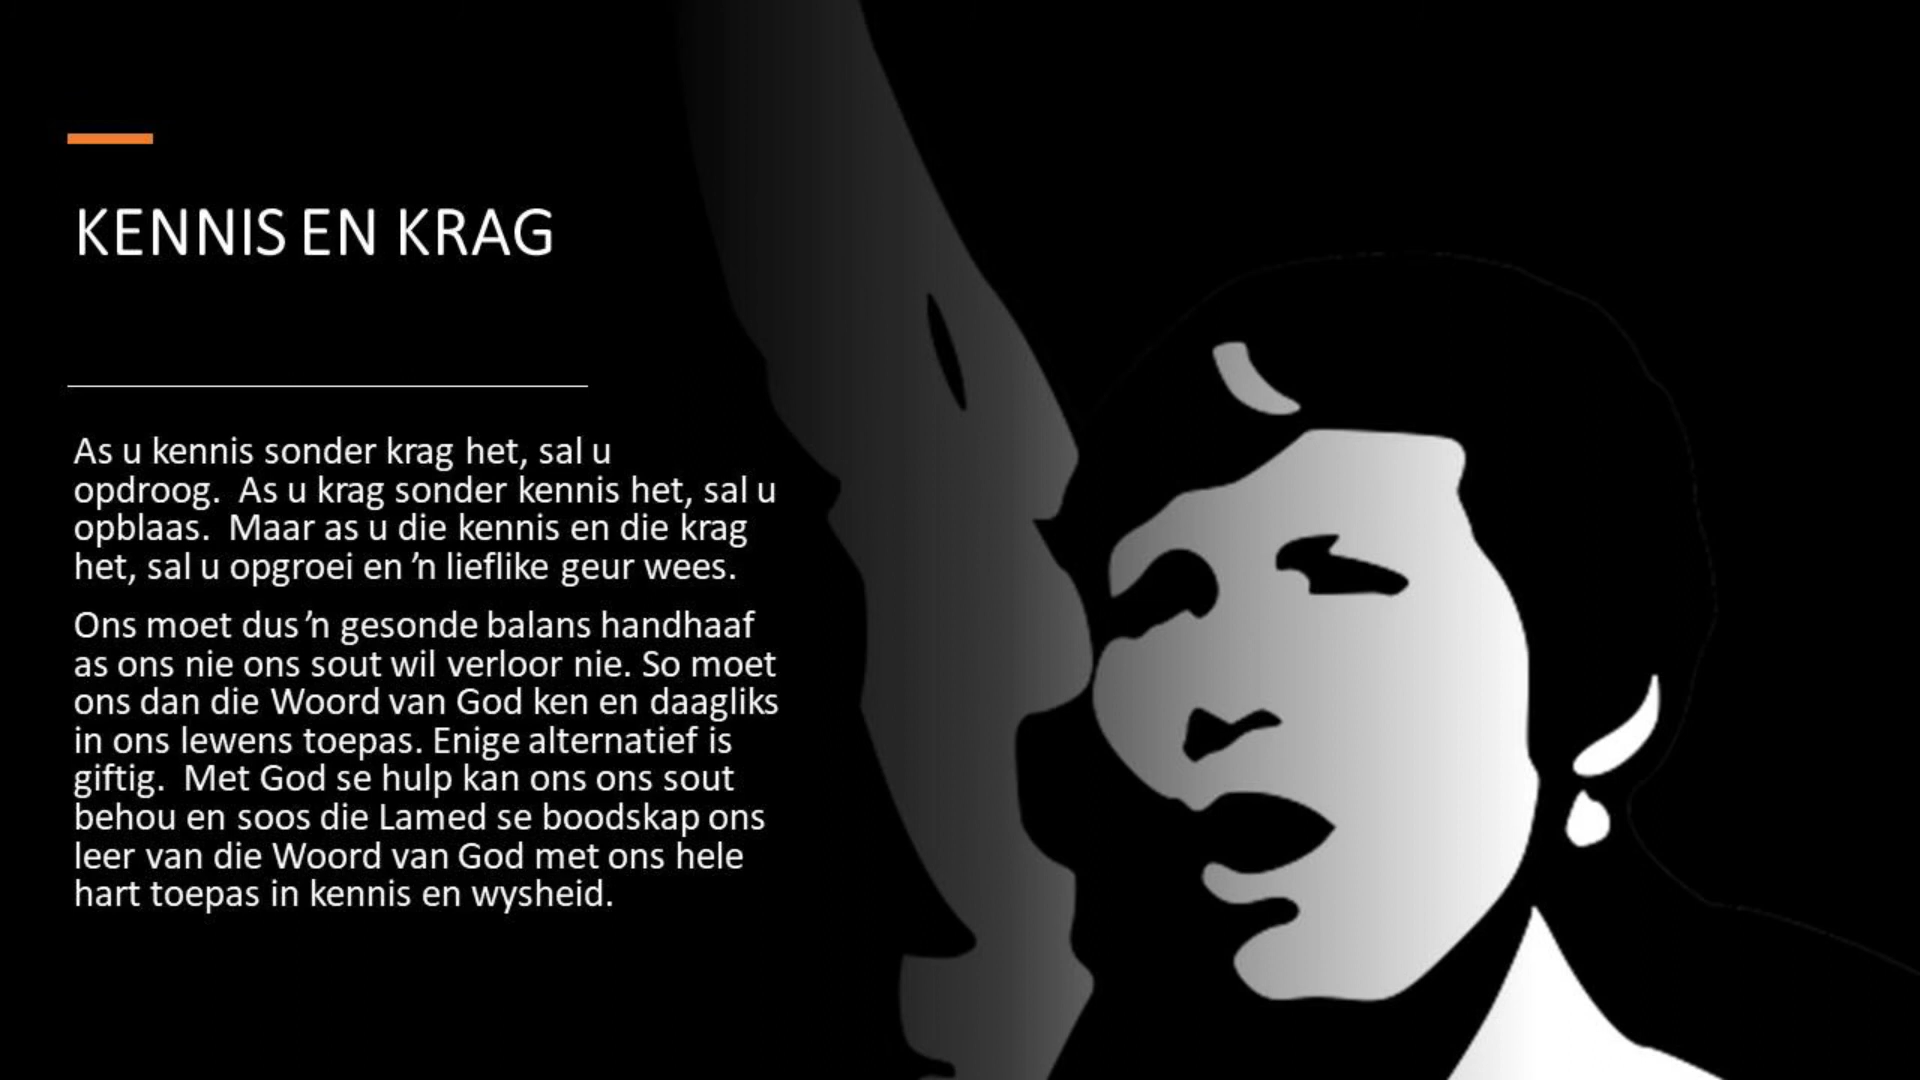 KENNIS EN KRAG
As u kennis sonder krag het, sal u
opdroog.  As u krag sonder kennis het, sal u
opblaas.  Maar as u die kennis en die krag
het, sal u opgroei en ’n lieflike geur wees.
Ons moet dus ’n gesonde balans handhaaf
as ons nie ons sout wil verloor nie. So moet
ons dan die Woord van God ken en daagliks
in ons lewens toepas. Enige alternatief is
giftig.  Met God se hulp kan ons ons sout
behou en soos die Lamed se boodskap ons
leer van die Woord van God met ons hele
hart toepas in kennis en wysheid.